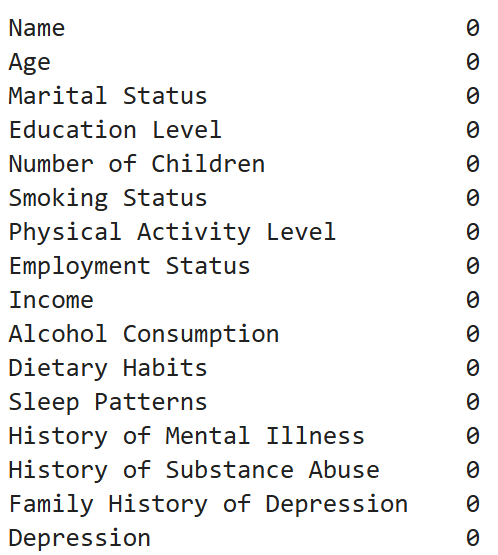 Name 0
Age 0
Marital Status 0
Education Level 0
Number of Children 0
Smoking Status 0
Physical Activity Level 0
Employment Status 0
Income 0
Alcohol Consumption 0
Dietary Habits 0
Sleep Patterns 0
History of Mental Illness 0
History of Substance Abuse 0
Family History of Depression 0
Depression 0